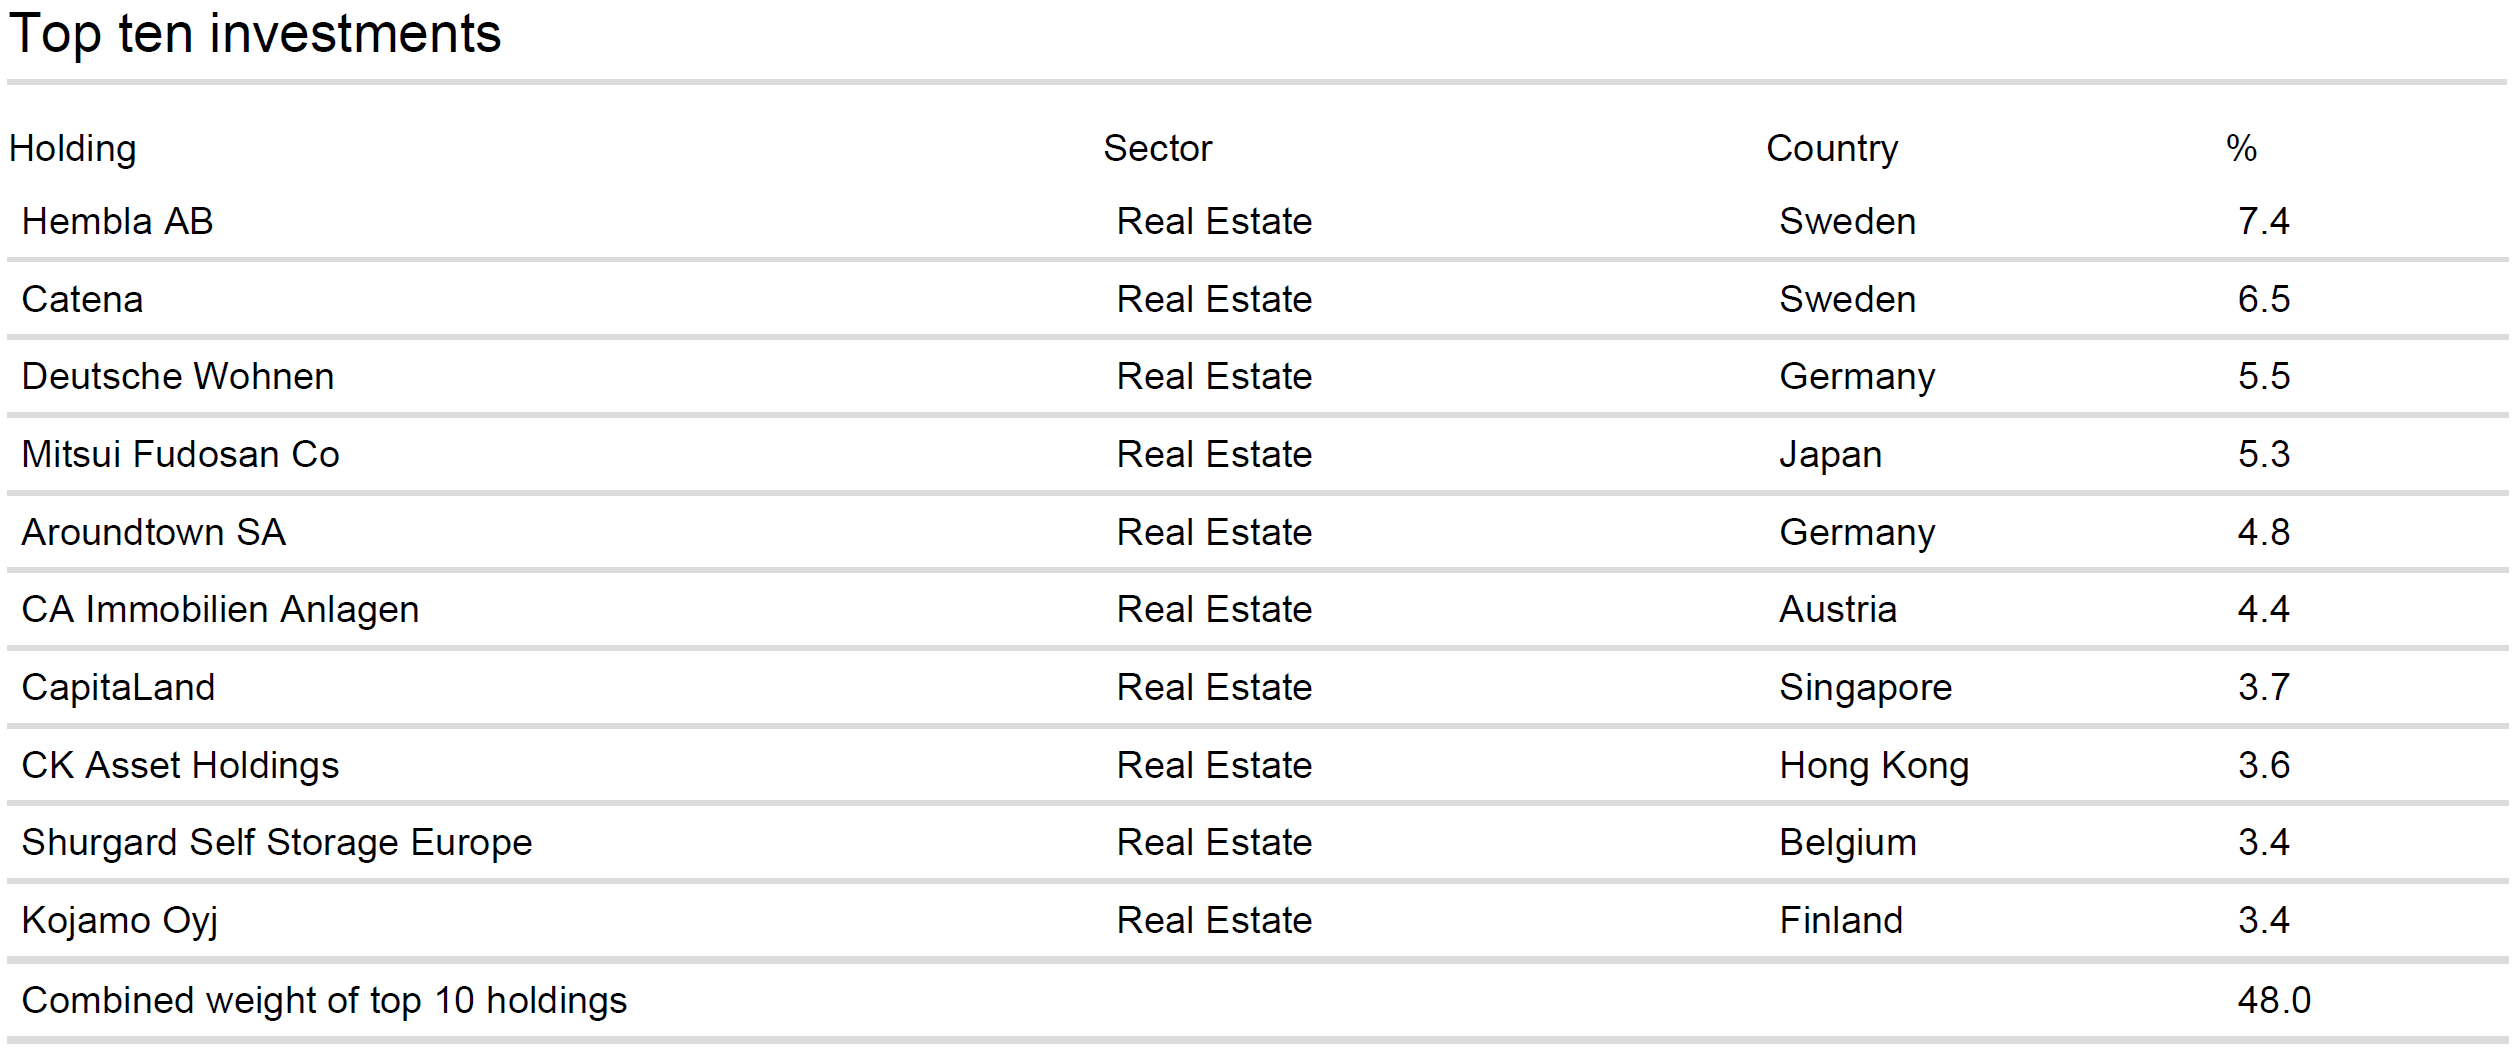 Top ten investments
Holding Sector Country %
Hembla AB Real Estate Sweden 7.4
Catena Real Estate Sweden 6.5
Deutsche Wohnen Real Estate Germany 5.5
Mitsui Fudosan Co Real Estate Japan 5.3
Aroundtown SA Real Estate Germany 4.8
CA Immobilien Anlagen Real Estate Austria 4.4
CapitaLand Real Estate Singapore 3.7
CK Asset Holdings Real Estate Hong Kong 3.6
Shurgard Self Storage Europe Real Estate Belgium 3.4
Kojamo Oyj Real Estate Finland 3.4
Combined weight of top 10 holdings 48.0